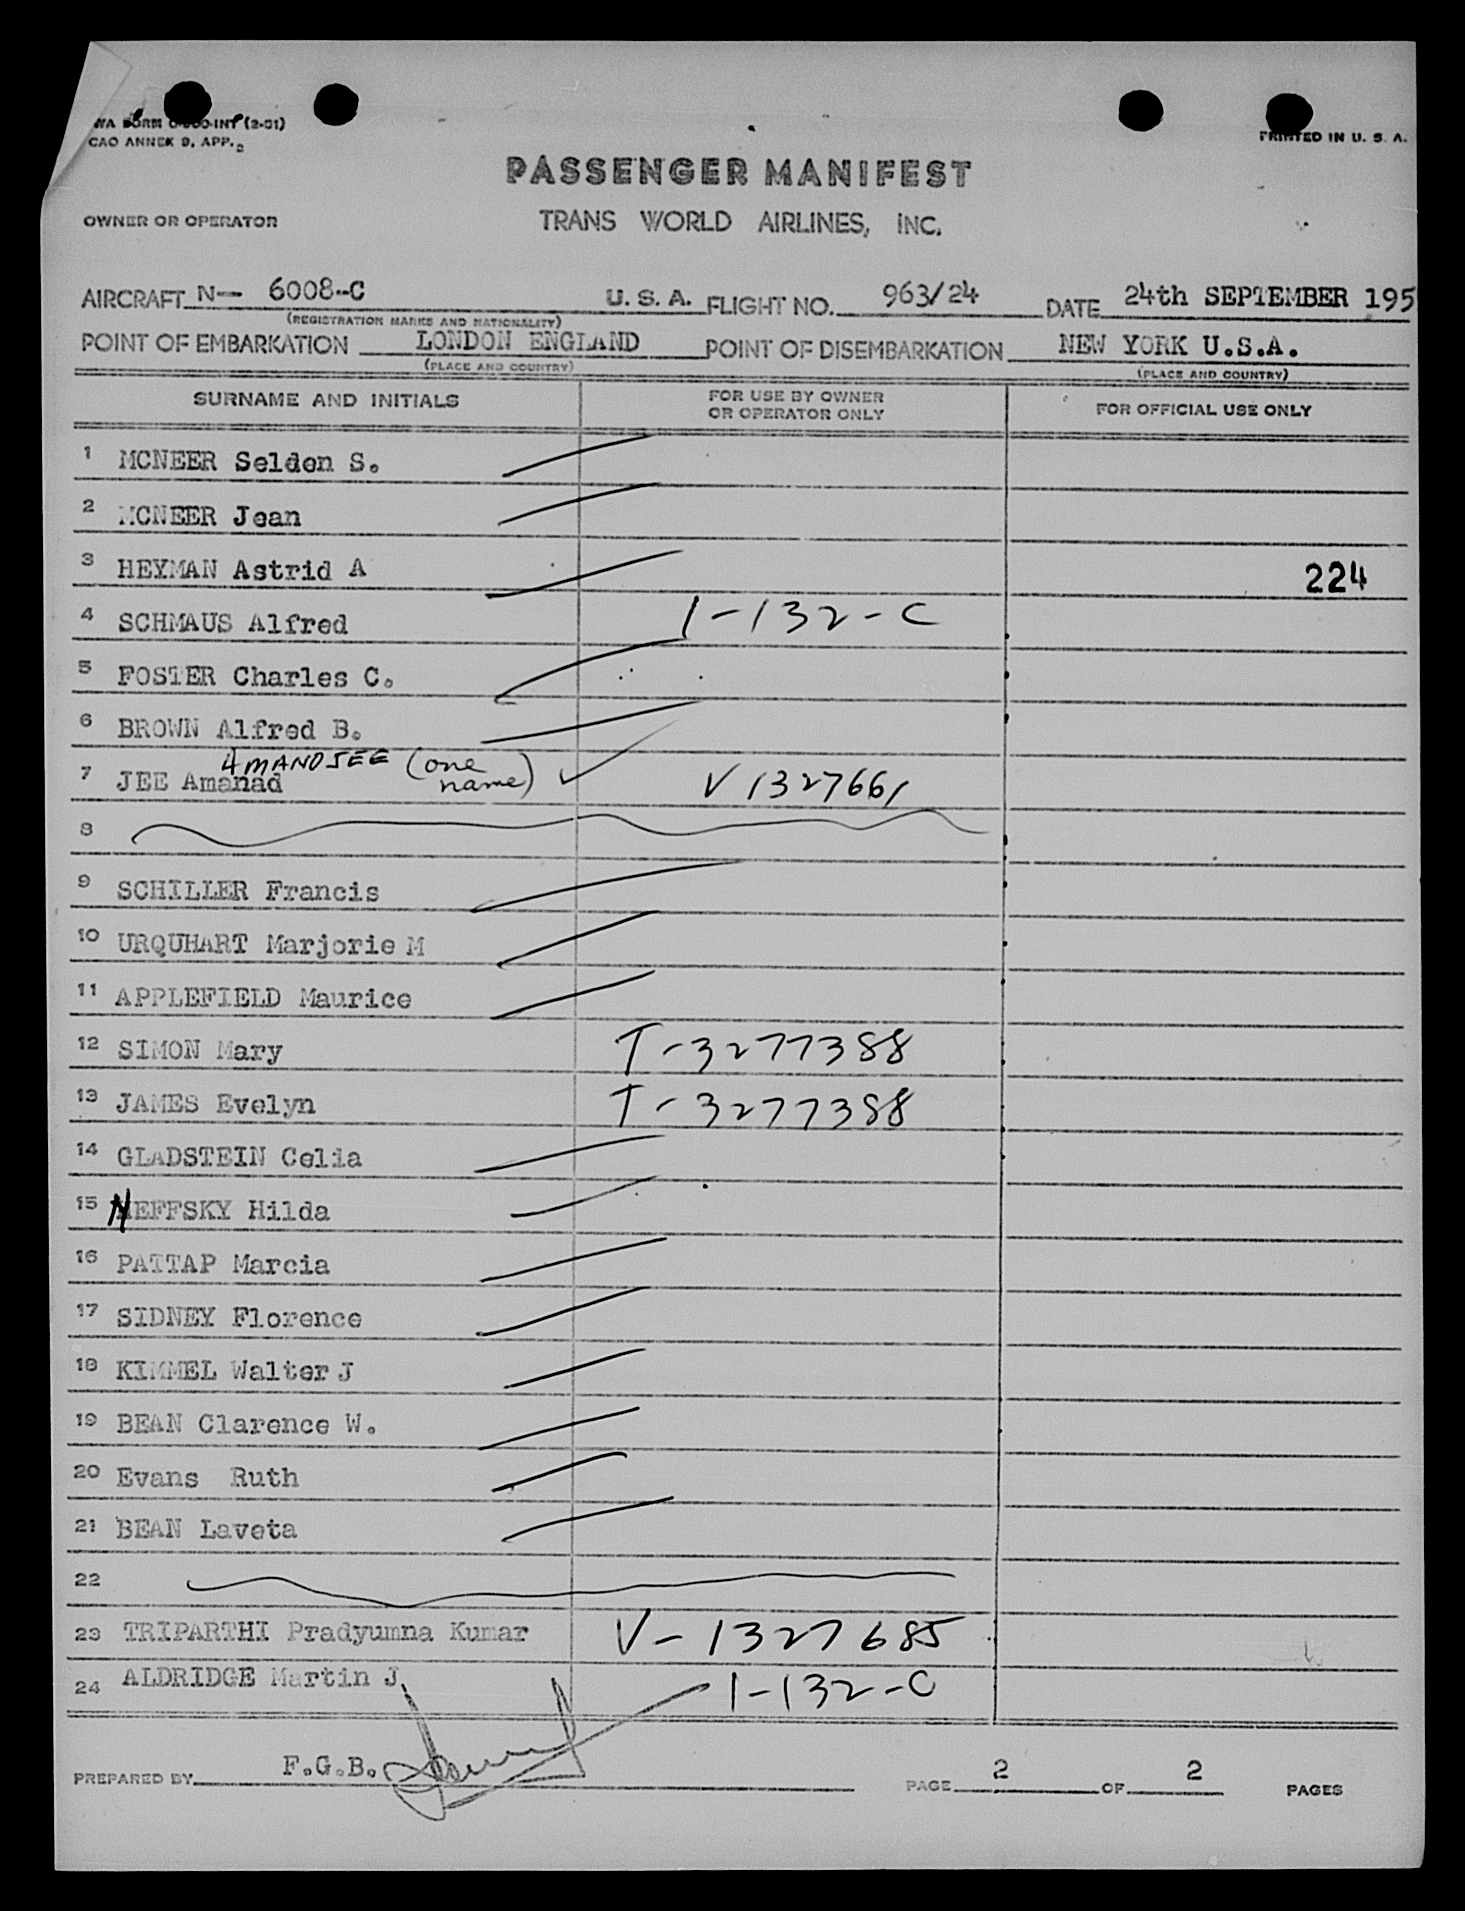 CAO ANNEX 9, APP. 2
PRINTED IN U. S. A.
PASSENGER MANIFEST
OWNER OR OPERATOR TRANS WORLD AIRLINES, INC.
AIRCRAFT N- 6008-C U. S. A. FLIGHT NO. 963/24 DATE 24th SEPTEMBER 195
(REGISTRATION MARKS AND NATIONALITY)
POINT OF EMBARKATION LONDON ENGLAND POINT OF DISEMBARKATION NEW YORK U.S.A.
(PLACE AND COUNTRY) (PLACE AND COUNTRY)
SURNAME AND INITIALS FOR USE BY OWNER OR OPERATOR ONLY FOR OFFICIAL USE ONLY
1 MCNEER Selden S.
2 MCNEER Jean
3 HEYMAN Astrid A 224
4 SCHMAUS Alfred 1-132-C
5 FOSTER Charles C.
6 BROWN Alfred B.
AMANDJEE (one name)
7 JEE Amanad V 1327661
8
9 SCHILLER Francis
10 URQUHART Marjorie M
11 APPLEFIELD Maurice
12 SIMON Mary T-3277388
13 JAMES Evelyn T-3277388
14 GLADSTEIN Celia
15 NEFFSKY Hilda
16 PATTAP Marcia
17 SIDNEY Florence
18 KIMMEL Walter J
19 BEAN Clarence W.
20 Evans Ruth
21 BEAN Laveta
22
23 TRIPARTHI Pradyumna Kumar V-1327685
24 ALDRIDGE Martin J. 1-132-C
PREPARED BY F.G.B. PAGE 2 OF 2 PAGES